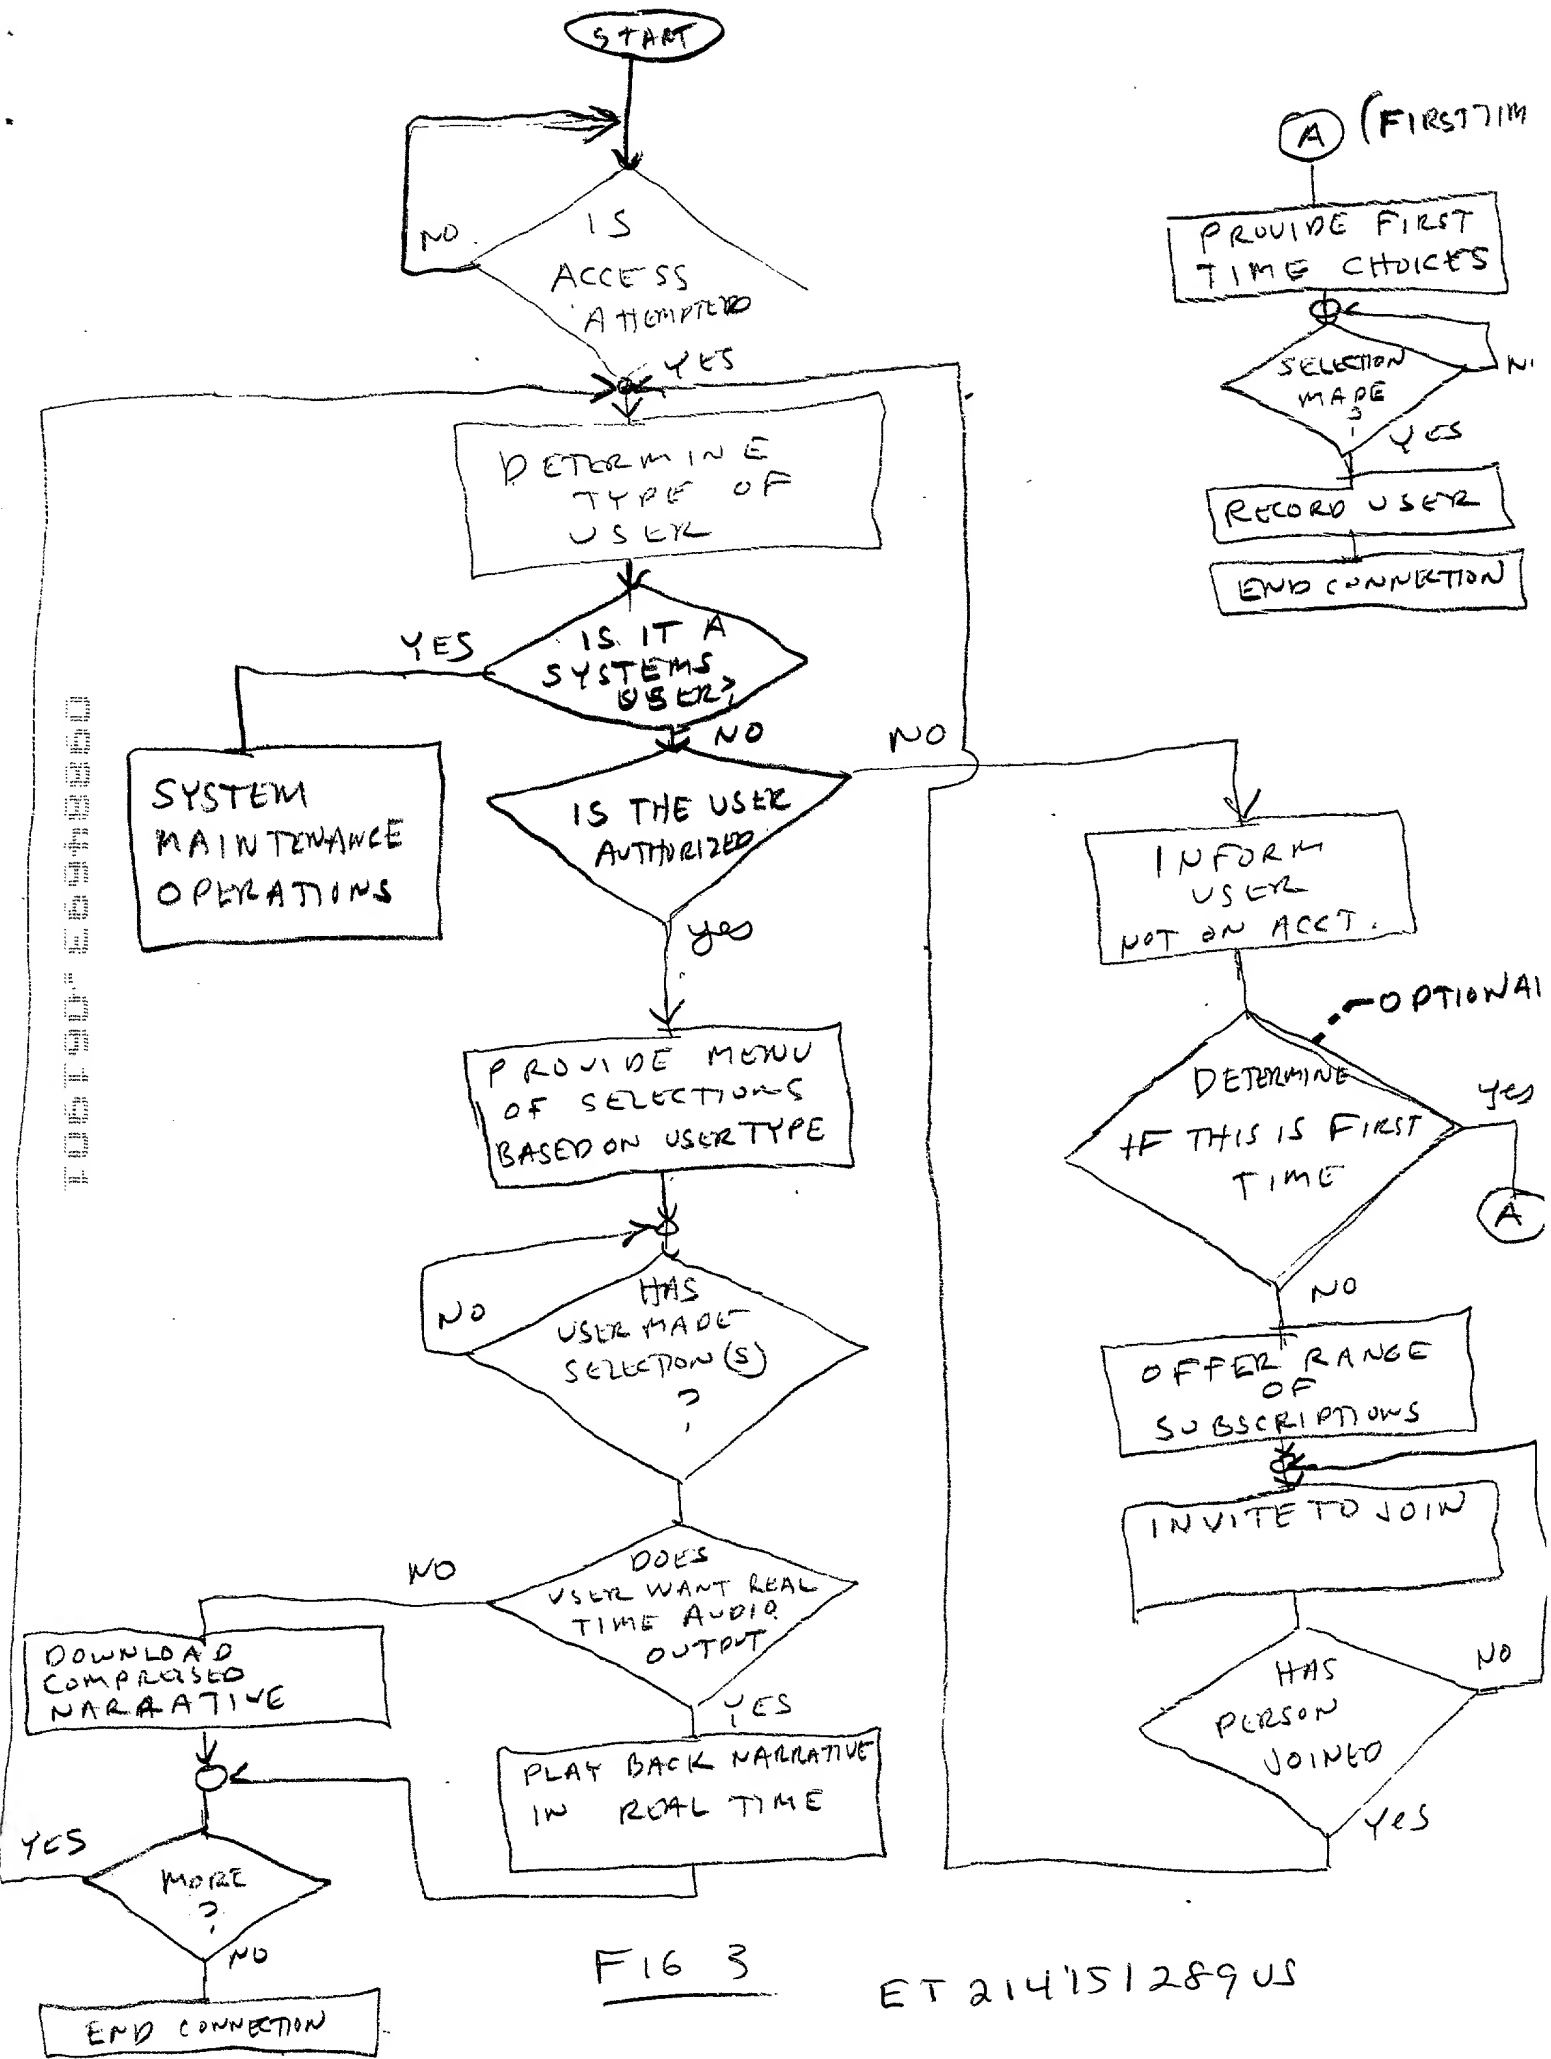 START
NO
IS
ACCESS
ATTEMPTED
YES
DETERMINE
TYPE OF
USER
IS IT A
SYSTEMS
USER?
YES
NO
SYSTEM
MAINTENANCE
OPERATIONS
IS THE USER
AUTHORIZED
NO
yes
PROVIDE MENU
OF SELECTIONS
BASED ON USER TYPE
HAS
USER MADE
SELECTION(S)
?
NO
DOES
USER WANT REAL
TIME AUDIO
OUTPUT
NO
YES
DOWNLOAD
COMPRESSED
NARRATIVE
PLAY BACK NARRATIVE
IN REAL TIME
YES
MORE
?
NO
END CONNECTION
INFORM
USER
NOT ON ACCT.
OPTIONAL
DETERMINE
IF THIS IS FIRST
TIME
yes
A
NO
OFFER RANGE
OF
SUBSCRIPTIONS
INVITE TO JOIN
HAS
PERSON
JOINED
NO
Yes
A (FIRST TIM
PROVIDE FIRST
TIME CHOICES
SELECTION
MADE
?
YES
RECORD USER
END CONNECTION
FIG 3
ET214751289US
09884693.061901